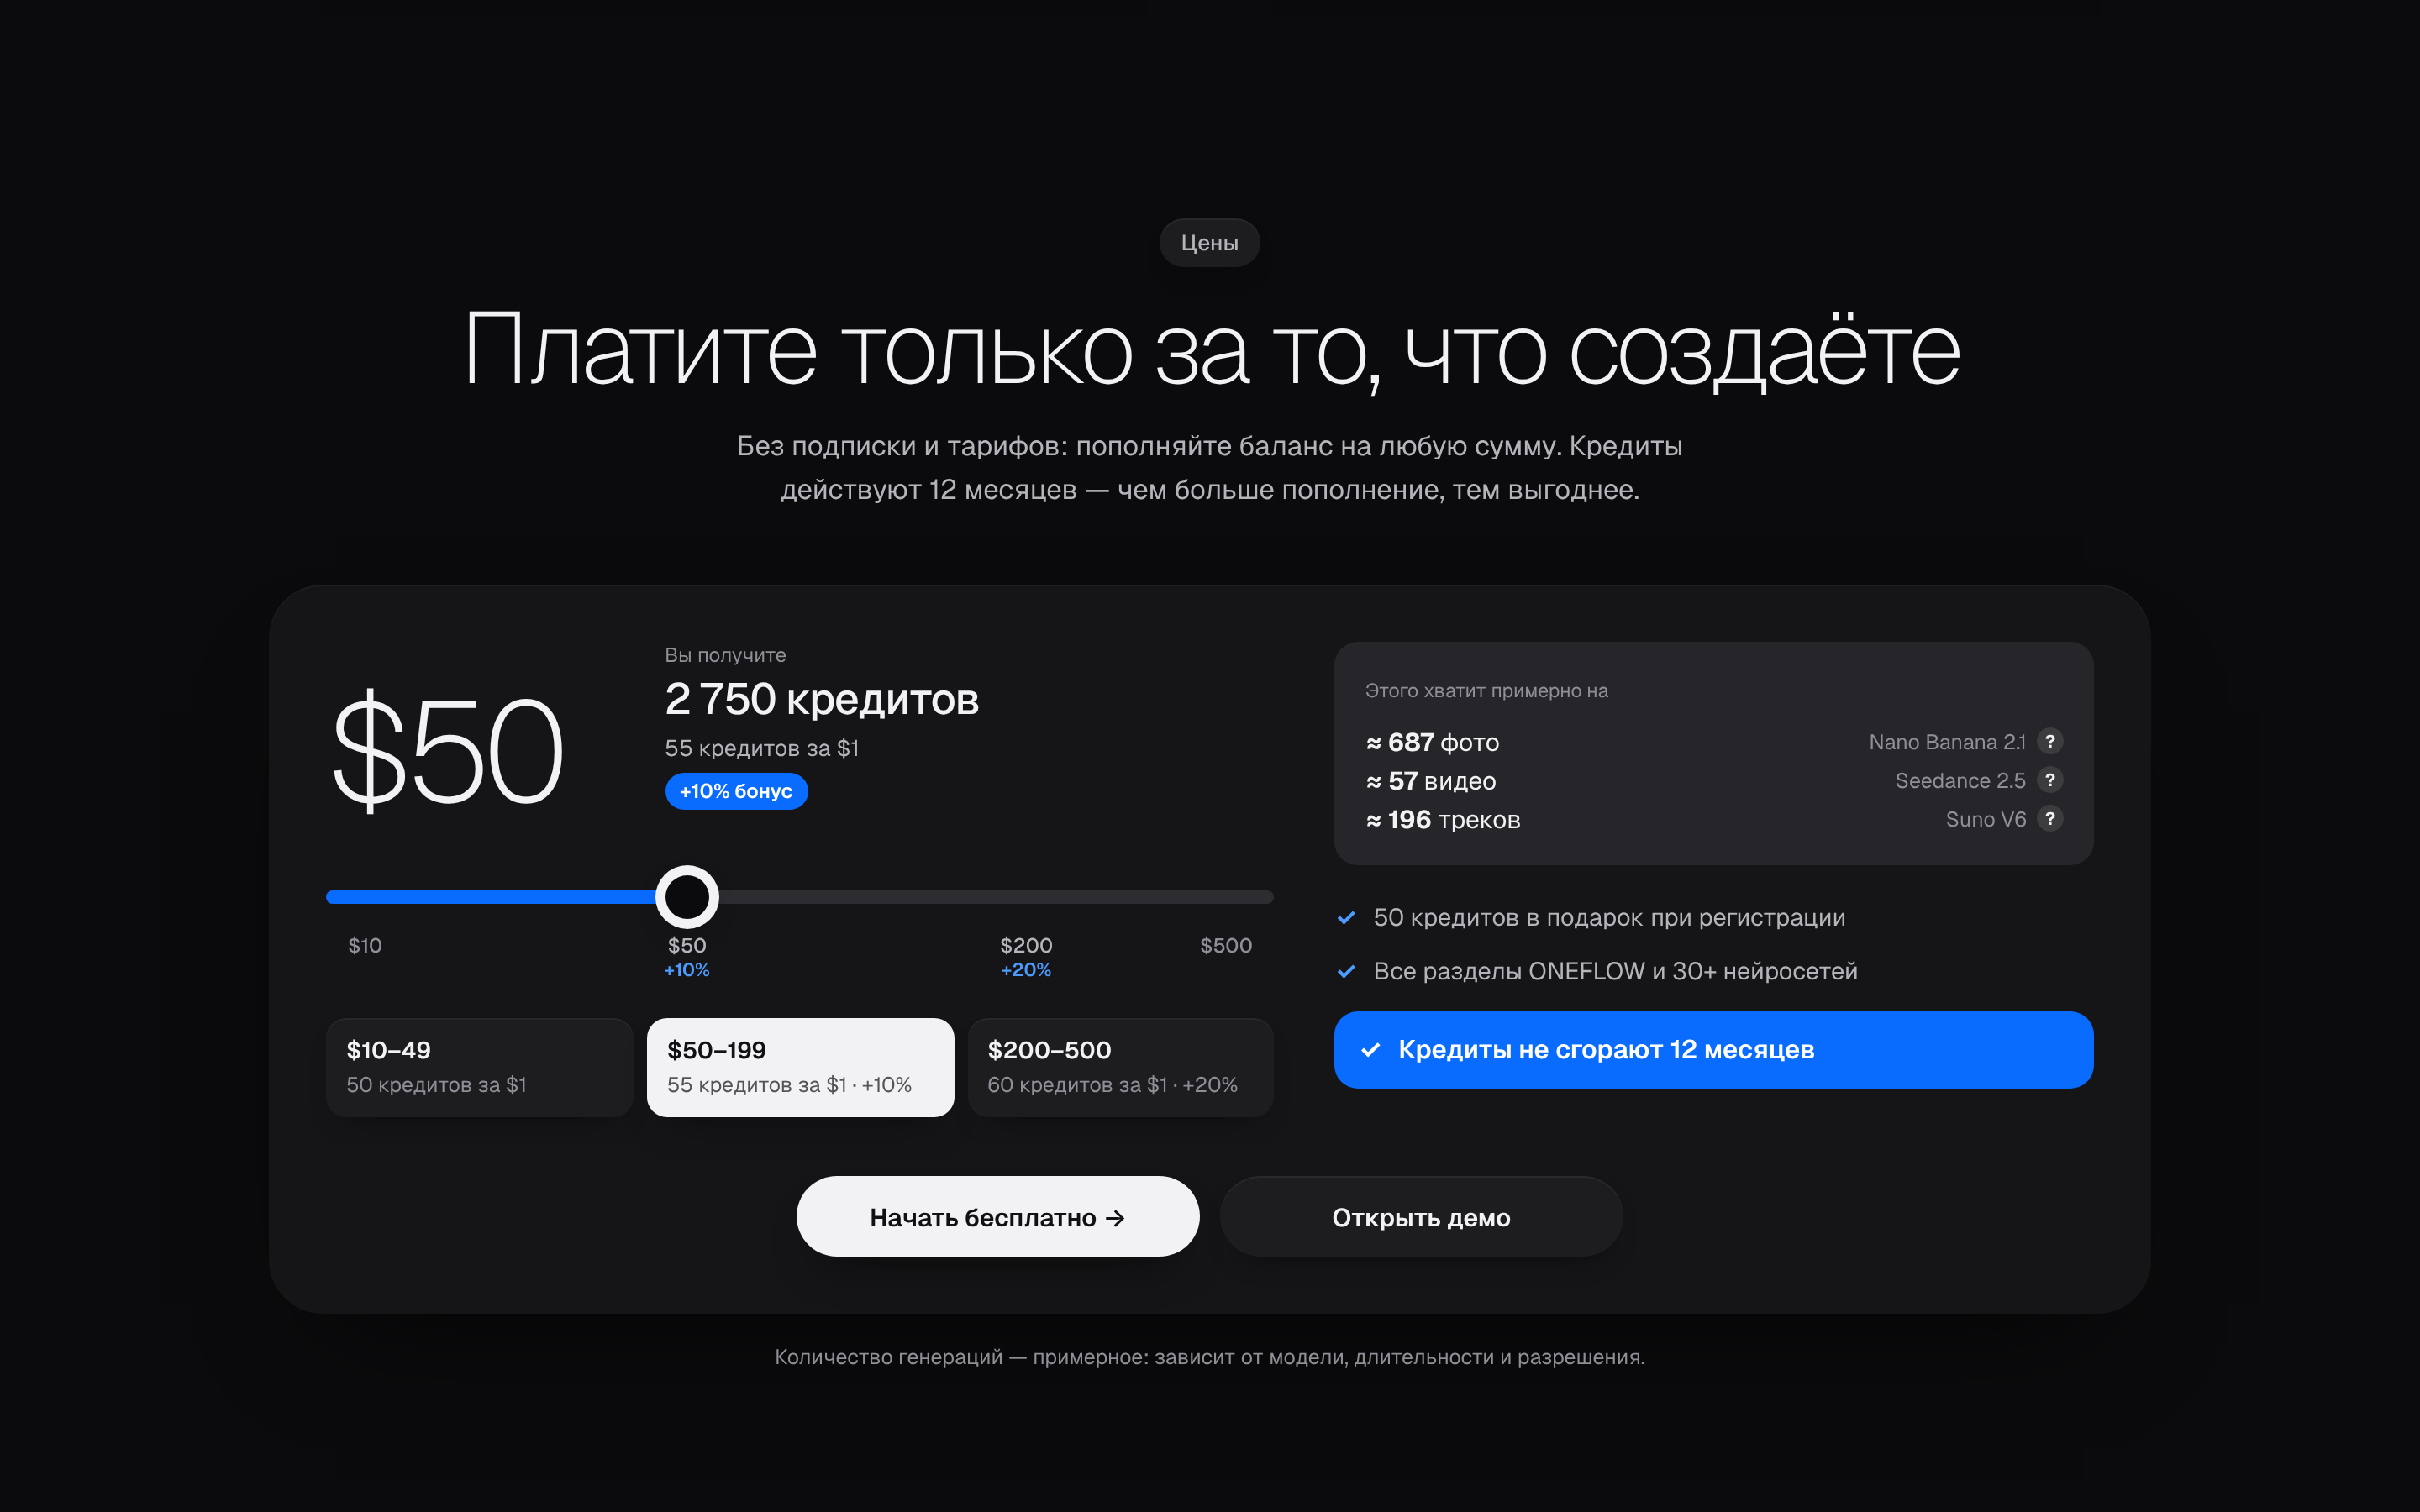 Цены
Платите только за то, что создаёте
Без подписки и тарифов: пополняйте баланс на любую сумму. Кредиты
действуют 12 месяцев — чем больше пополнение, тем выгоднее.
$50
Вы получите
2 750 кредитов
55 кредитов за $1
+10% бонус
$10
$50
+10%
$200
+20%
$500
$10–49
50 кредитов за $1
$50–199
55 кредитов за $1 · +10%
$200–500
60 кредитов за $1 · +20%
Этого хватит примерно на
≈ 687 фото
Nano Banana 2.1 ?
≈ 57 видео
Seedance 2.5 ?
≈ 196 треков
Suno V6 ?
50 кредитов в подарок при регистрации
Все разделы ONEFLOW и 30+ нейросетей
Кредиты не сгорают 12 месяцев
Начать бесплатно →
Открыть демо
Количество генераций — примерное: зависит от модели, длительности и разрешения.